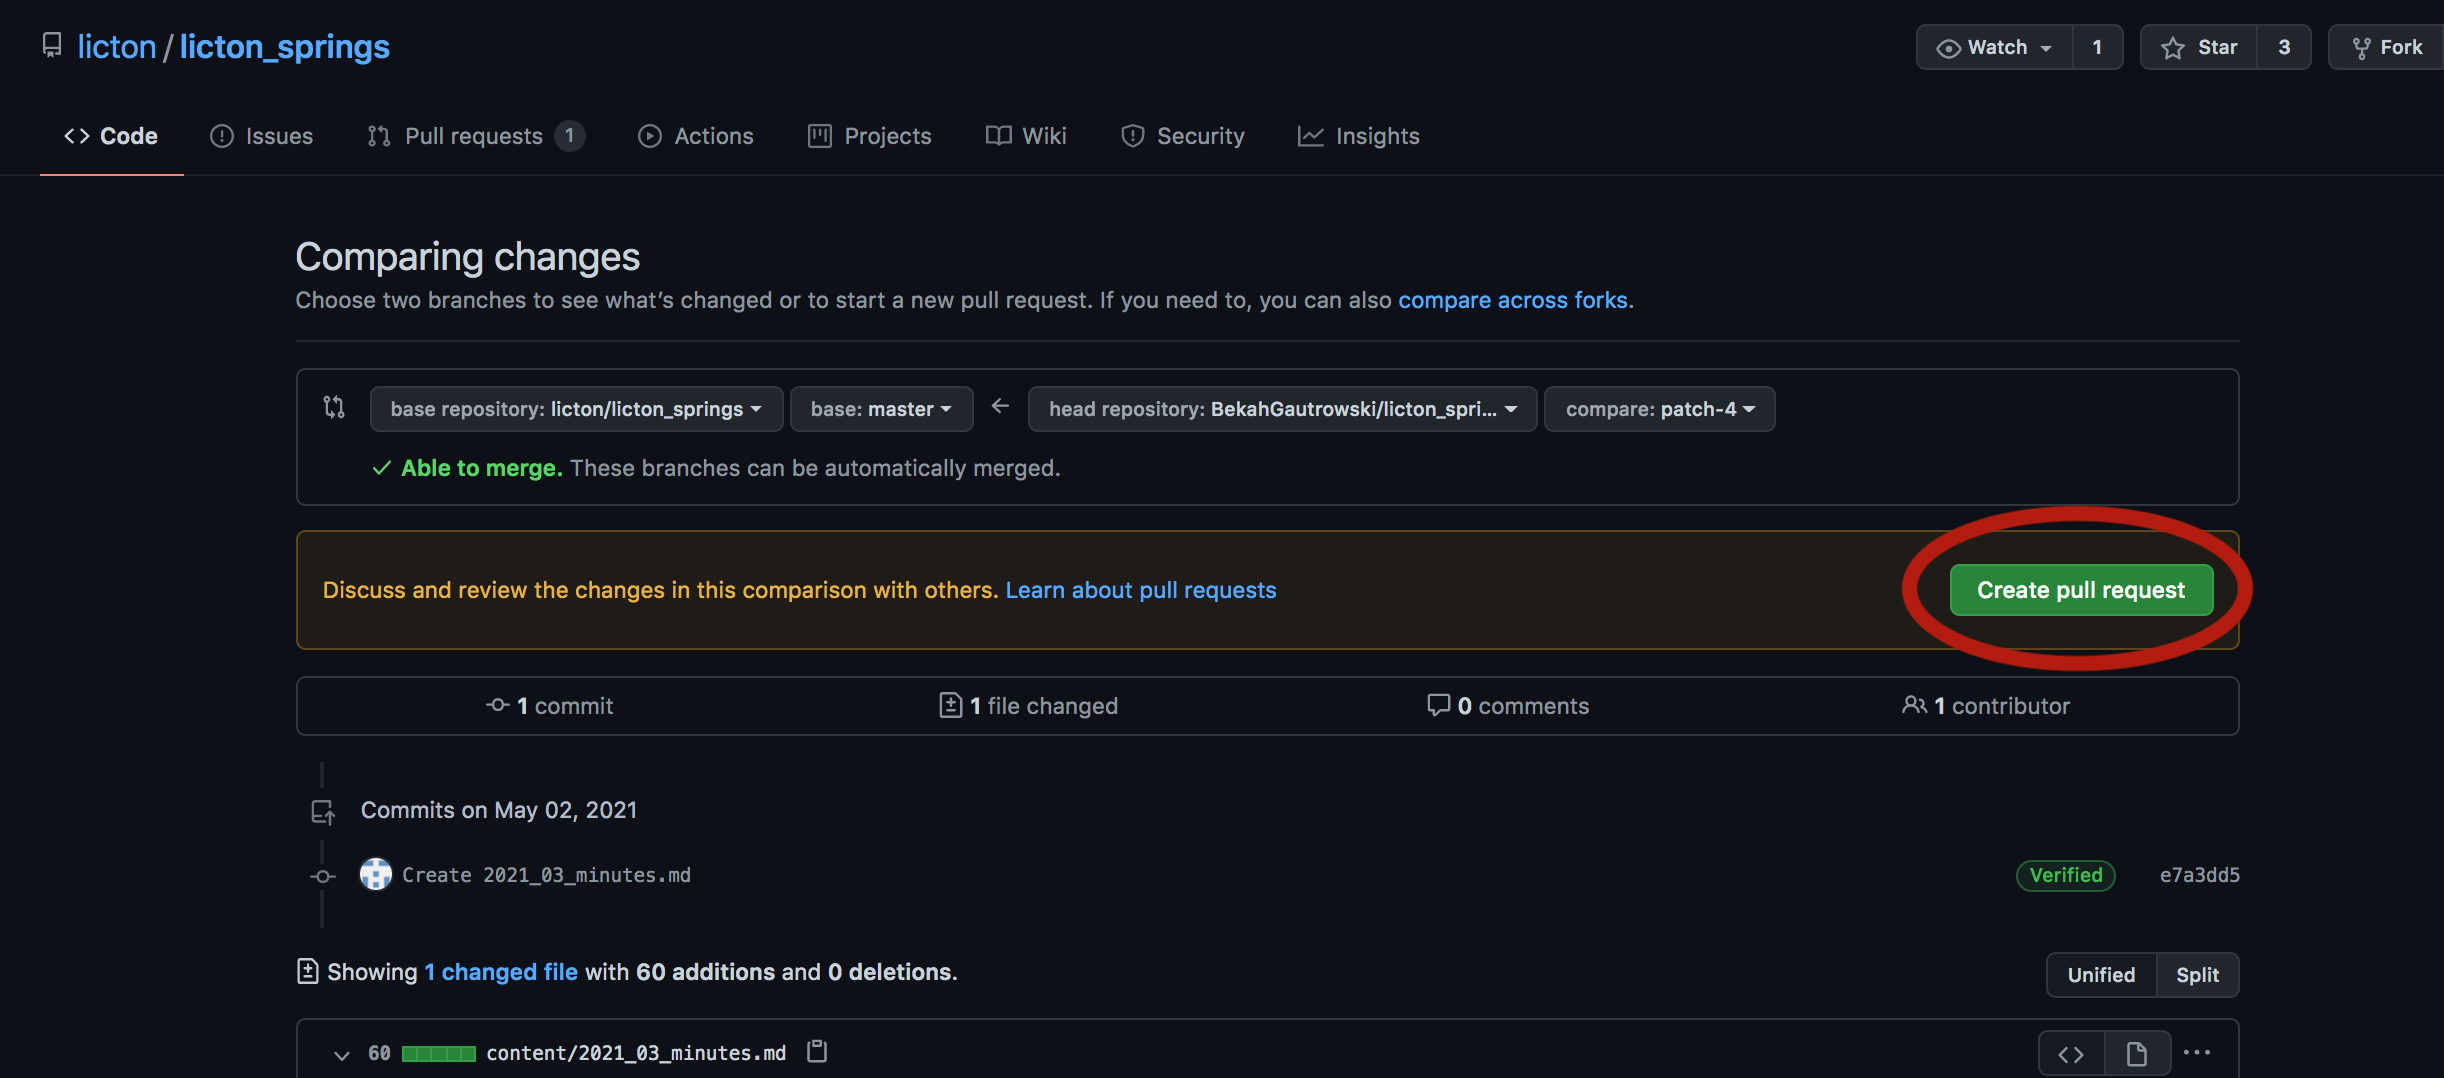 licton / licton_springs
Watch 1 Star 3 Fork
Code Issues Pull requests 1 Actions Projects Wiki Security Insights
Comparing changes
Choose two branches to see what’s changed or to start a new pull request. If you need to, you can also compare across forks.
base repository: licton/licton_springs base: master head repository: BekahGautrowski/licton_spri... compare: patch-4
Able to merge. These branches can be automatically merged.
Discuss and review the changes in this comparison with others. Learn about pull requests Create pull request
1 commit 1 file changed 0 comments 1 contributor
Commits on May 02, 2021
Create 2021_03_minutes.md Verified e7a3dd5
Showing 1 changed file with 60 additions and 0 deletions. Unified Split
60 content/2021_03_minutes.md